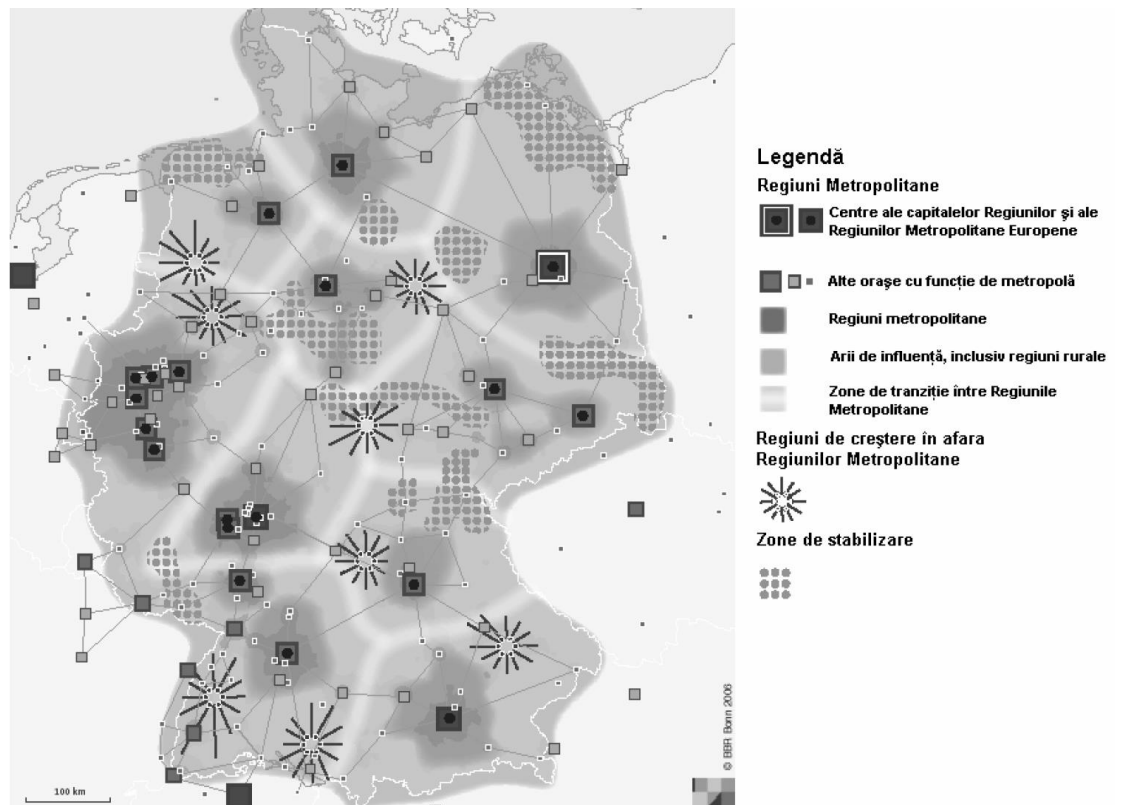 Legendă
Regiuni Metropolitane
Centre ale capitalelor Regiunilor şi ale
Regiunilor Metropolitane Europene
Alte oraşe cu funcţie de metropolă
Regiuni metropolitane
Arii de influenţă, inclusiv regiuni rurale
Zone de tranziţie între Regiunile
Metropolitane
Regiuni de creştere în afara
Regiunilor Metropolitane
Zone de stabilizare
© BBR Bonn 2006
100 km